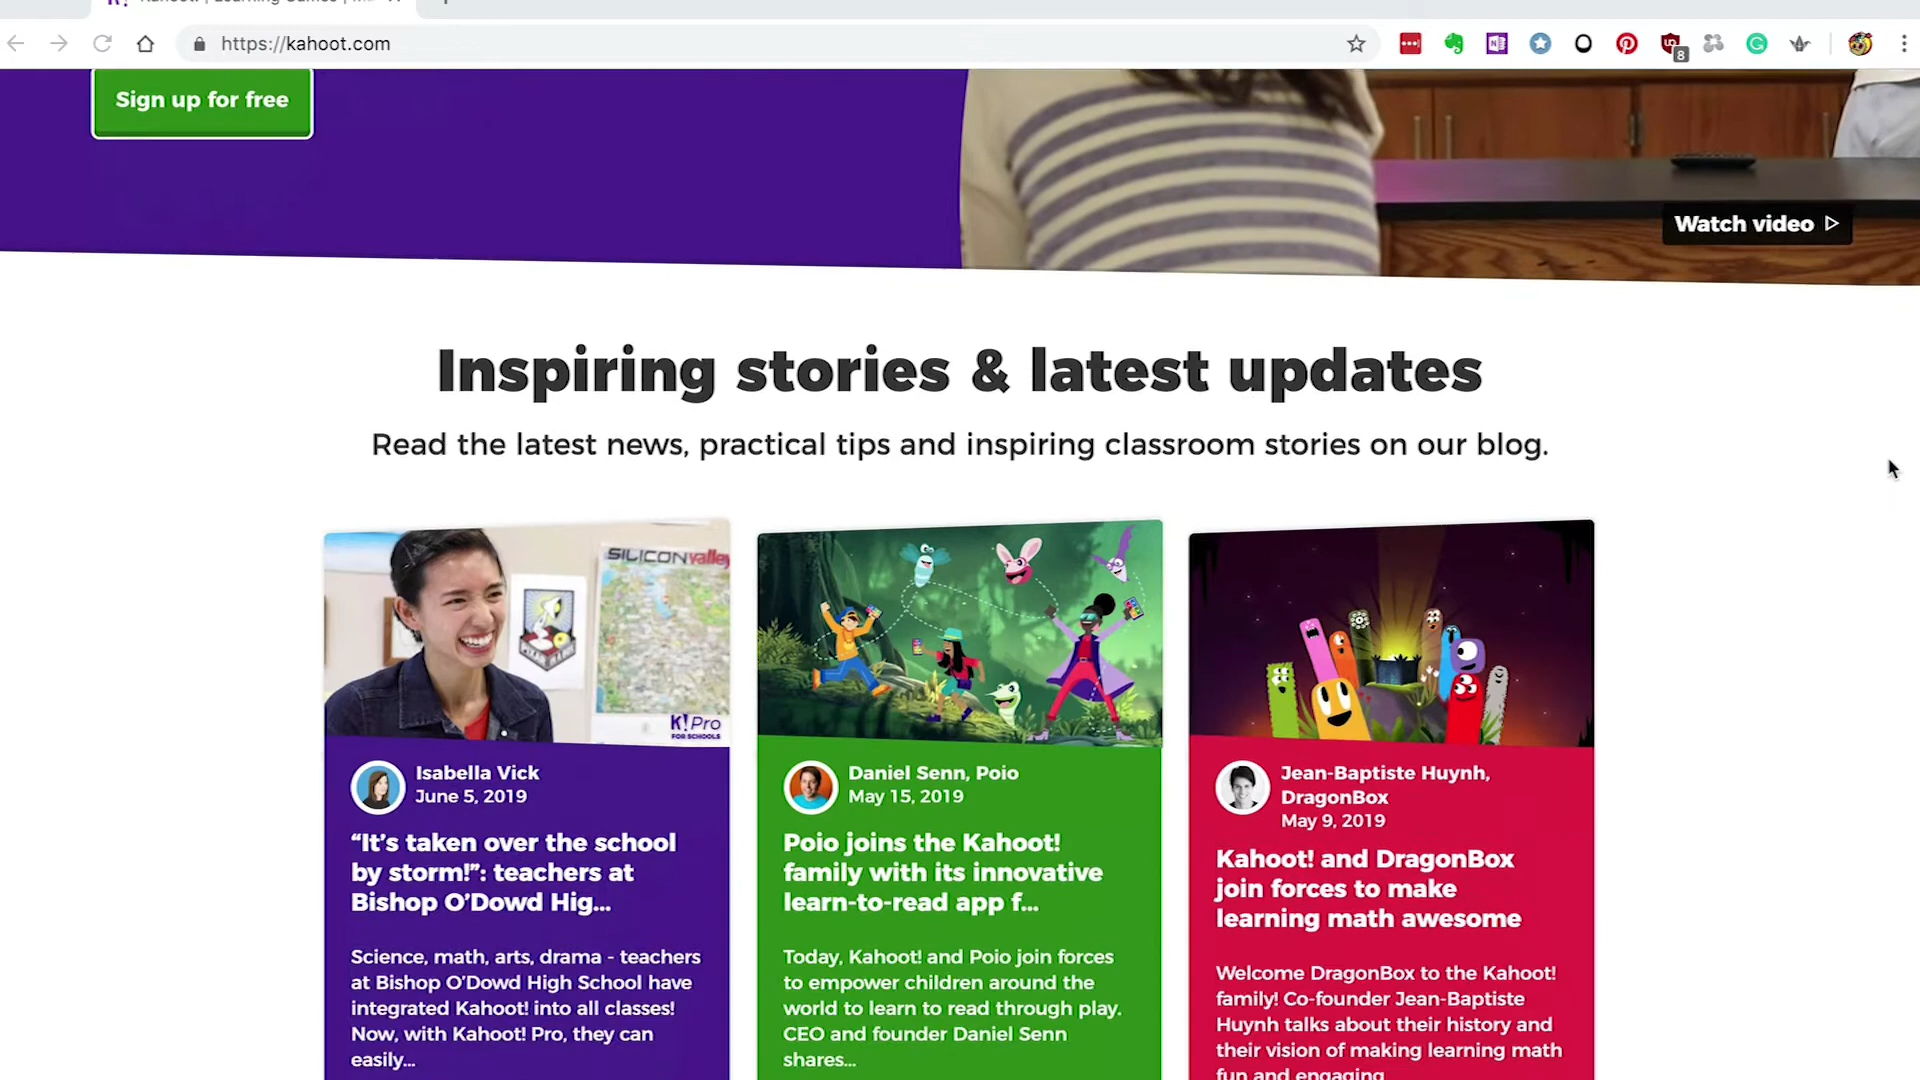 https://kahoot.com
8
Sign up for free
Watch video
Inspiring stories & latest updates
Read the latest news, practical tips and inspiring classroom stories on our blog.
SILICON valley
K! Pro
FOR SCHOOLS
Isabella Vick
June 5, 2019
“It’s taken over the school
by storm!”: teachers at
Bishop O’Dowd Hig...
Science, math, arts, drama - teachers
at Bishop O’Dowd High School have
integrated Kahoot! into all classes!
Now, with Kahoot! Pro, they can
easily...
Daniel Senn, Poio
May 15, 2019
Poio joins the Kahoot!
family with its innovative
learn-to-read app f...
Today, Kahoot! and Poio join forces
to empower children around the
world to learn to read through play.
CEO and founder Daniel Senn
shares...
Jean-Baptiste Huynh,
DragonBox
May 9, 2019
Kahoot! and DragonBox
join forces to make
learning math awesome
Welcome DragonBox to the Kahoot!
family! Co-founder Jean-Baptiste
Huynh talks about their history and
their vision of making learning math
fun and engaging